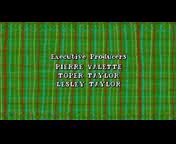 Executive Producers
PIERRE VALETTE
TOPER TAYLOR
LESLEY TAYLOR